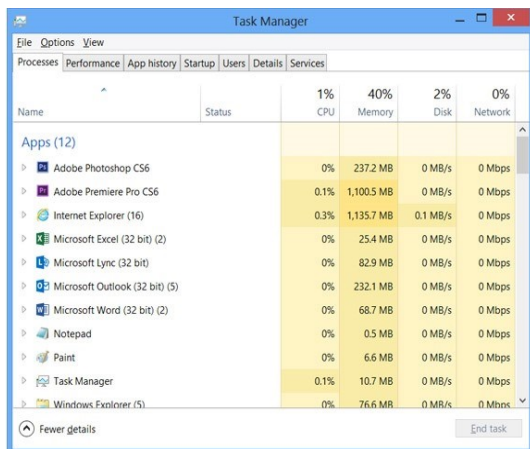 Task Manager
File Options View
Processes Performance App history Startup Users Details Services
1% 40% 2% 0%
Name Status CPU Memory Disk Network
Apps (12)
Ps Adobe Photoshop CS6 0% 237.2 MB 0 MB/s 0 Mbps
Pr Adobe Premiere Pro CS6 0.1% 1,100.5 MB 0 MB/s 0 Mbps
Internet Explorer (16) 0.3% 1,135.7 MB 0.1 MB/s 0 Mbps
Microsoft Excel (32 bit) (2) 0% 25.4 MB 0 MB/s 0 Mbps
Microsoft Lync (32 bit) 0% 82.9 MB 0 MB/s 0 Mbps
Microsoft Outlook (32 bit) (5) 0% 232.1 MB 0 MB/s 0 Mbps
Microsoft Word (32 bit) (2) 0% 68.7 MB 0 MB/s 0 Mbps
Notepad 0% 0.5 MB 0 MB/s 0 Mbps
Paint 0% 6.6 MB 0 MB/s 0 Mbps
Task Manager 0.1% 10.7 MB 0 MB/s 0 Mbps
Windows Explorer (5) 0% 76.6 MB 0 MB/s 0 Mbps
Fewer details End task